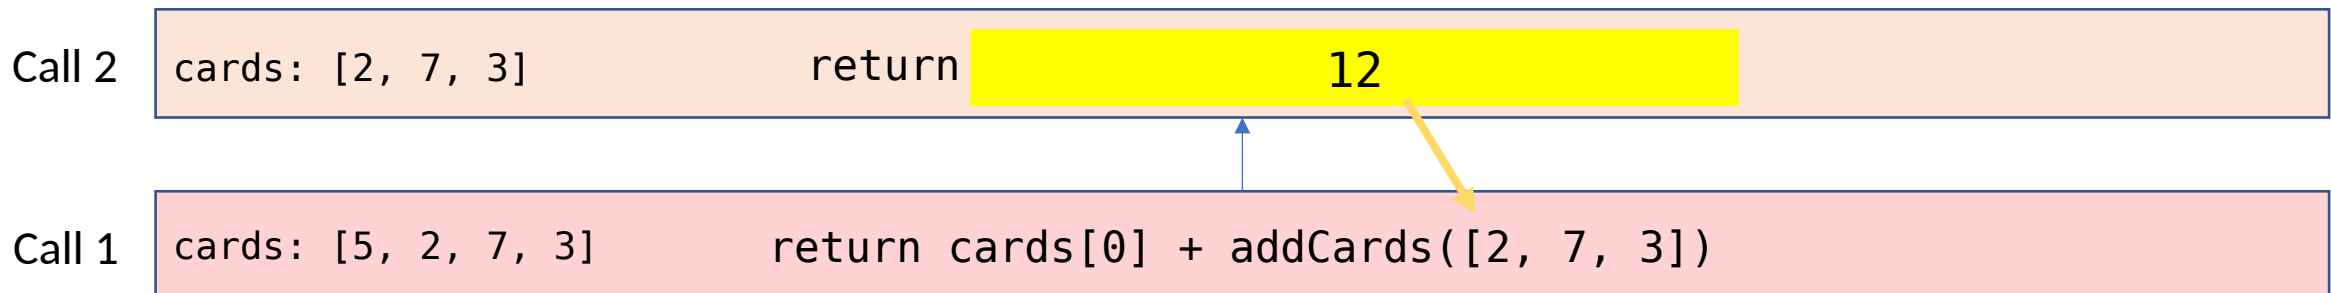 Call 2 cards: [2, 7, 3] return 12
Call 1 cards: [5, 2, 7, 3] return cards[0] + addCards([2, 7, 3])